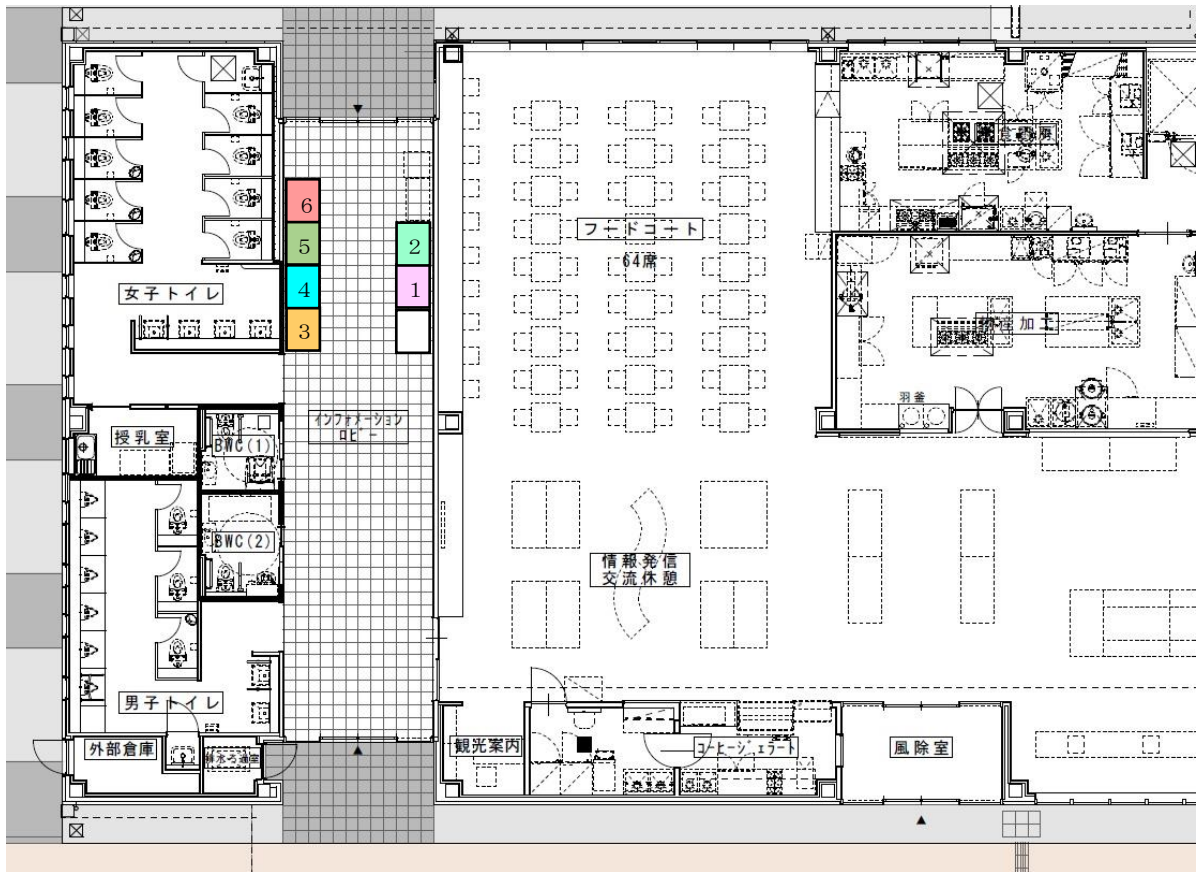 6
5
2
4
1
3
フードコート
64席
女子トイレ
物産加工
羽釜
インフォメーション
ロビー
授乳室
BWC(1)
BWC(2)
情報発信
交流休憩
男子トイレ
外部倉庫
観光案内
コーヒージェラート
風除室